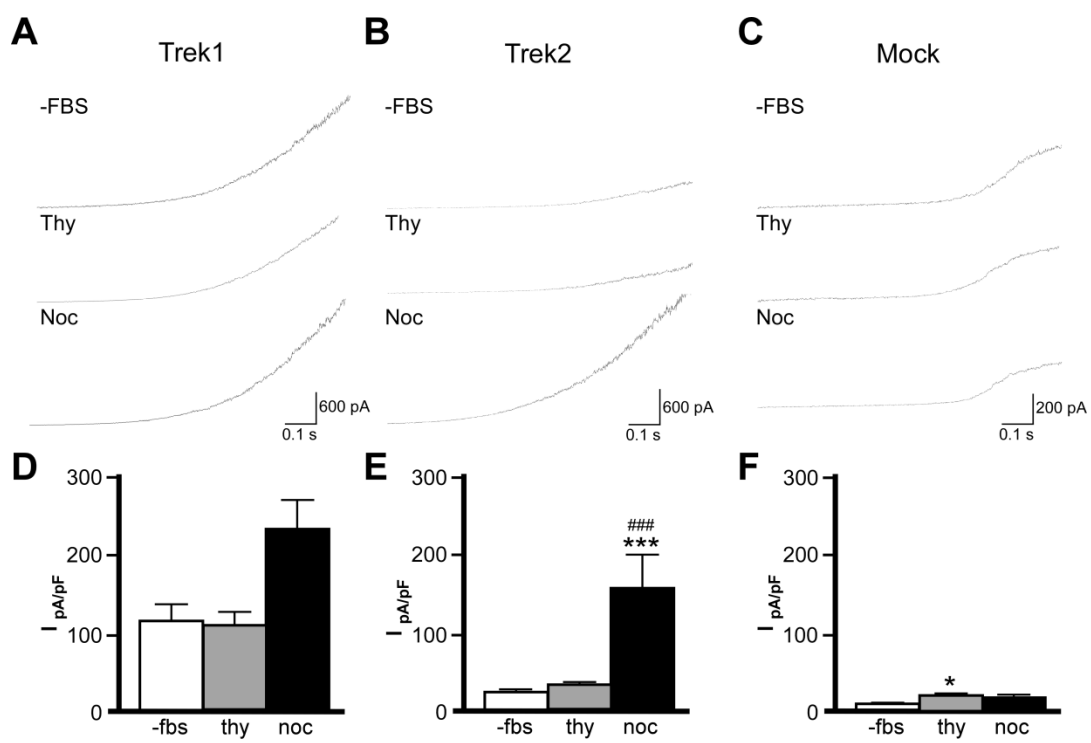 A
Trek1
B
Trek2
C
Mock
-FBS
-FBS
-FBS
Thy
Thy
Thy
Noc
Noc
Noc
600 pA
0.1 s
600 pA
0.1 s
200 pA
0.1 s
D
300
200
100
0
I pA/pF
-fbs thy noc
E
300
200
100
0
I pA/pF
###
***
-fbs thy noc
F
300
200
100
0
I pA/pF
*
-fbs thy noc